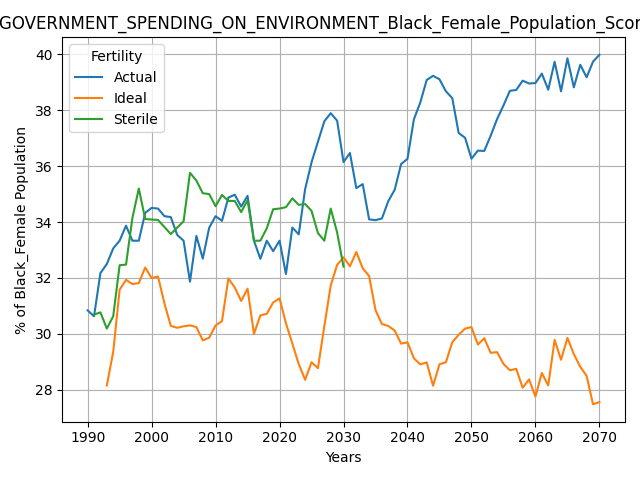 GOVERNMENT_SPENDING_ON_ENVIRONMENT_Black_Female_Population_Scor
Fertility
Actual
Ideal
Sterile
% of Black_Female Population
40
38
36
34
32
30
28
1990 2000 2010 2020 2030 2040 2050 2060 2070
Years